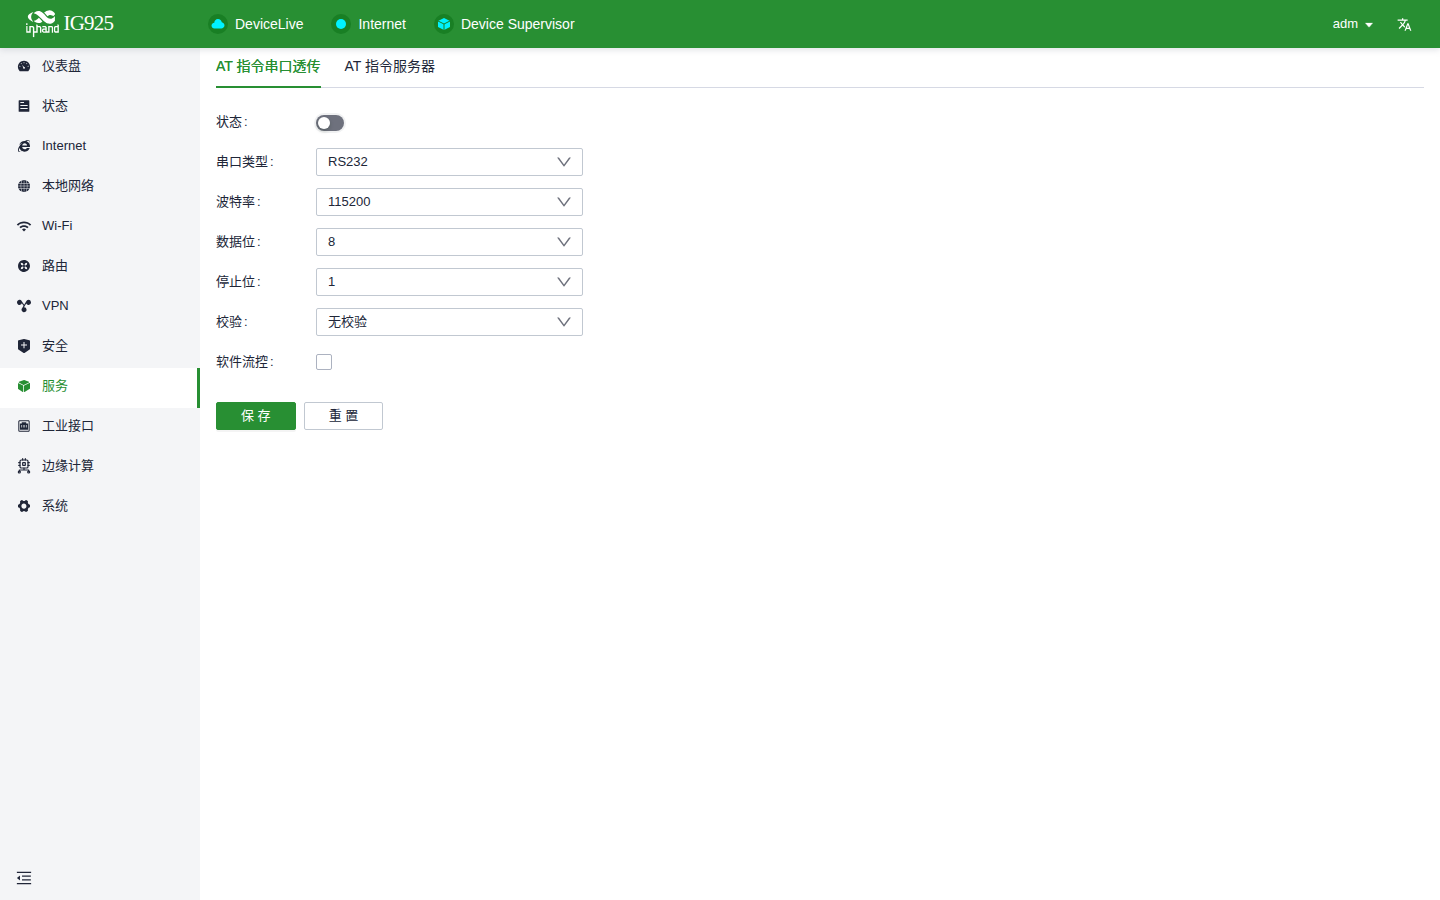 inhand IG925
DeviceLive
Internet
Device Supervisor
adm
仪表盘
状态
Internet
本地网络
Wi-Fi
路由
VPN
安全
服务
工业接口
边缘计算
系统
AT 指令串口透传
AT 指令服务器
状态:
串口类型: RS232
波特率: 115200
数据位: 8
停止位: 1
校验: 无校验
软件流控:
保 存
重 置